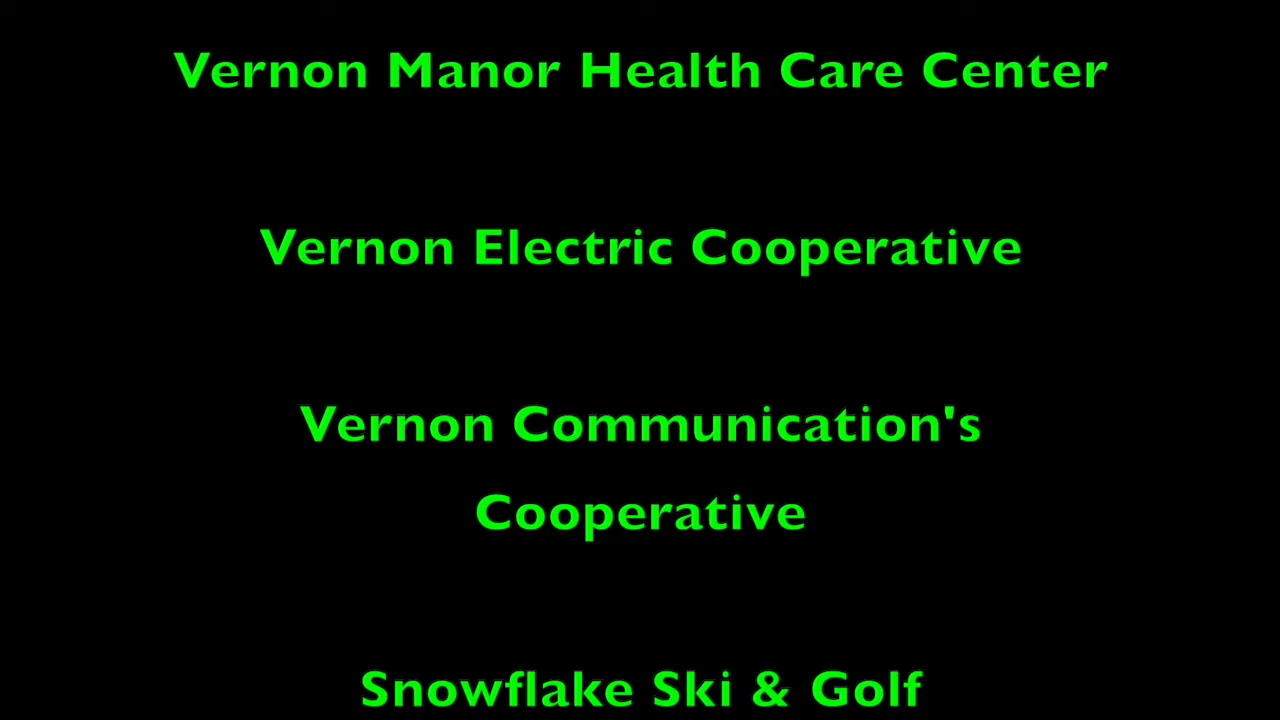 Vernon Manor Health Care Center
Vernon Electric Cooperative
Vernon Communication's
Cooperative
Snowflake Ski & Golf